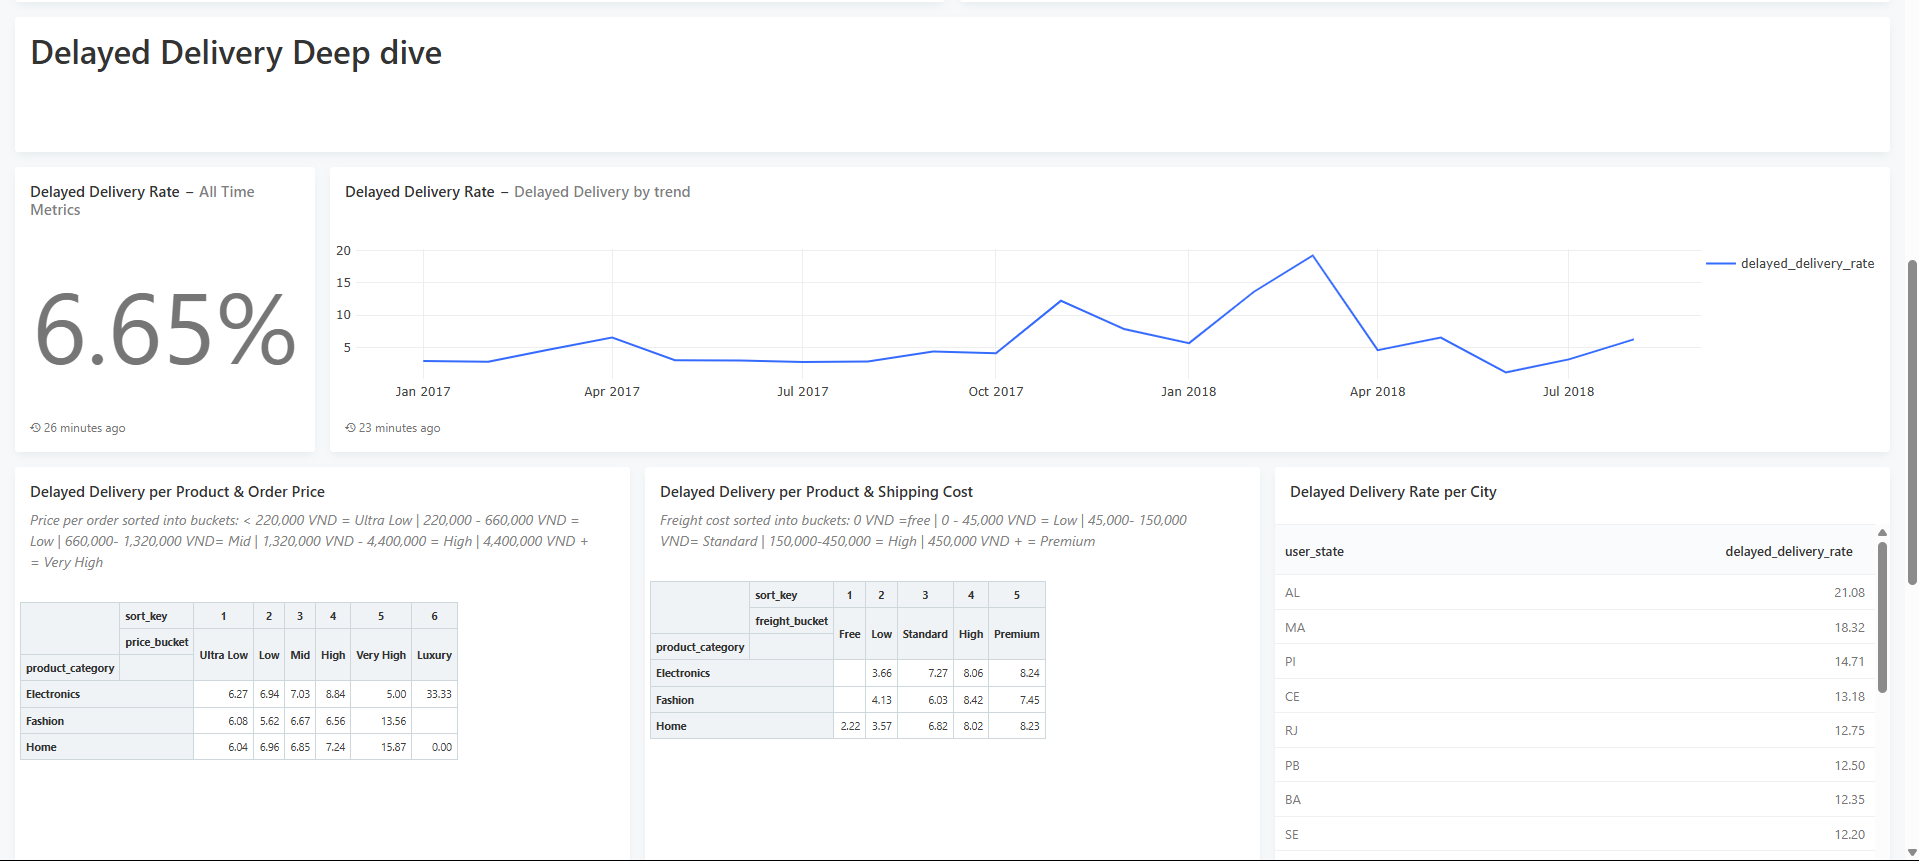 Delayed Delivery Deep dive
Delayed Delivery Rate – All Time
Metrics
6.65%
26 minutes ago
Delayed Delivery Rate – Delayed Delivery by trend
20
15
10
5
Jan 2017 Apr 2017 Jul 2017 Oct 2017 Jan 2018 Apr 2018 Jul 2018
delayed_delivery_rate
23 minutes ago
Delayed Delivery per Product & Order Price
Price per order sorted into buckets: < 220,000 VND = Ultra Low | 220,000 - 660,000 VND =
Low | 660,000- 1,320,000 VND= Mid | 1,320,000 VND - 4,400,000 = High | 4,400,000 VND +
= Very High
sort_key 1 2 3 4 5 6
price_bucket Ultra Low Low Mid High Very High Luxury
product_category
Electronics 6.27 6.94 7.03 8.84 5.00 33.33
Fashion 6.08 5.62 6.67 6.56 13.56
Home 6.04 6.96 6.85 7.24 15.87 0.00
Delayed Delivery per Product & Shipping Cost
Freight cost sorted into buckets: 0 VND =free | 0 - 45,000 VND = Low | 45,000- 150,000
VND= Standard | 150,000-450,000 = High | 450,000 VND + = Premium
sort_key 1 2 3 4 5
freight_bucket Free Low Standard High Premium
product_category
Electronics 3.66 7.27 8.06 8.24
Fashion 4.13 6.03 8.42 7.45
Home 2.22 3.57 6.82 8.02 8.23
Delayed Delivery Rate per City
user_state delayed_delivery_rate
AL 21.08
MA 18.32
PI 14.71
CE 13.18
RJ 12.75
PB 12.50
BA 12.35
SE 12.20